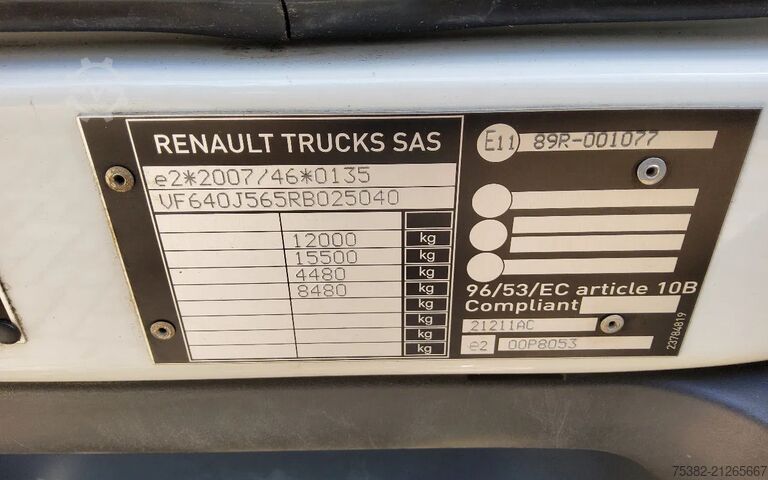 RENAULT TRUCKS SAS
e2*2007/46*0135
VF640J565RB025040
12000 kg
15500 kg
4480 kg
8480 kg
kg
kg
kg
kg
E11 89R-001077
96/53/EC article 10B
Compliant
21211AC
e2 00P8053
23784819
75382-21265667